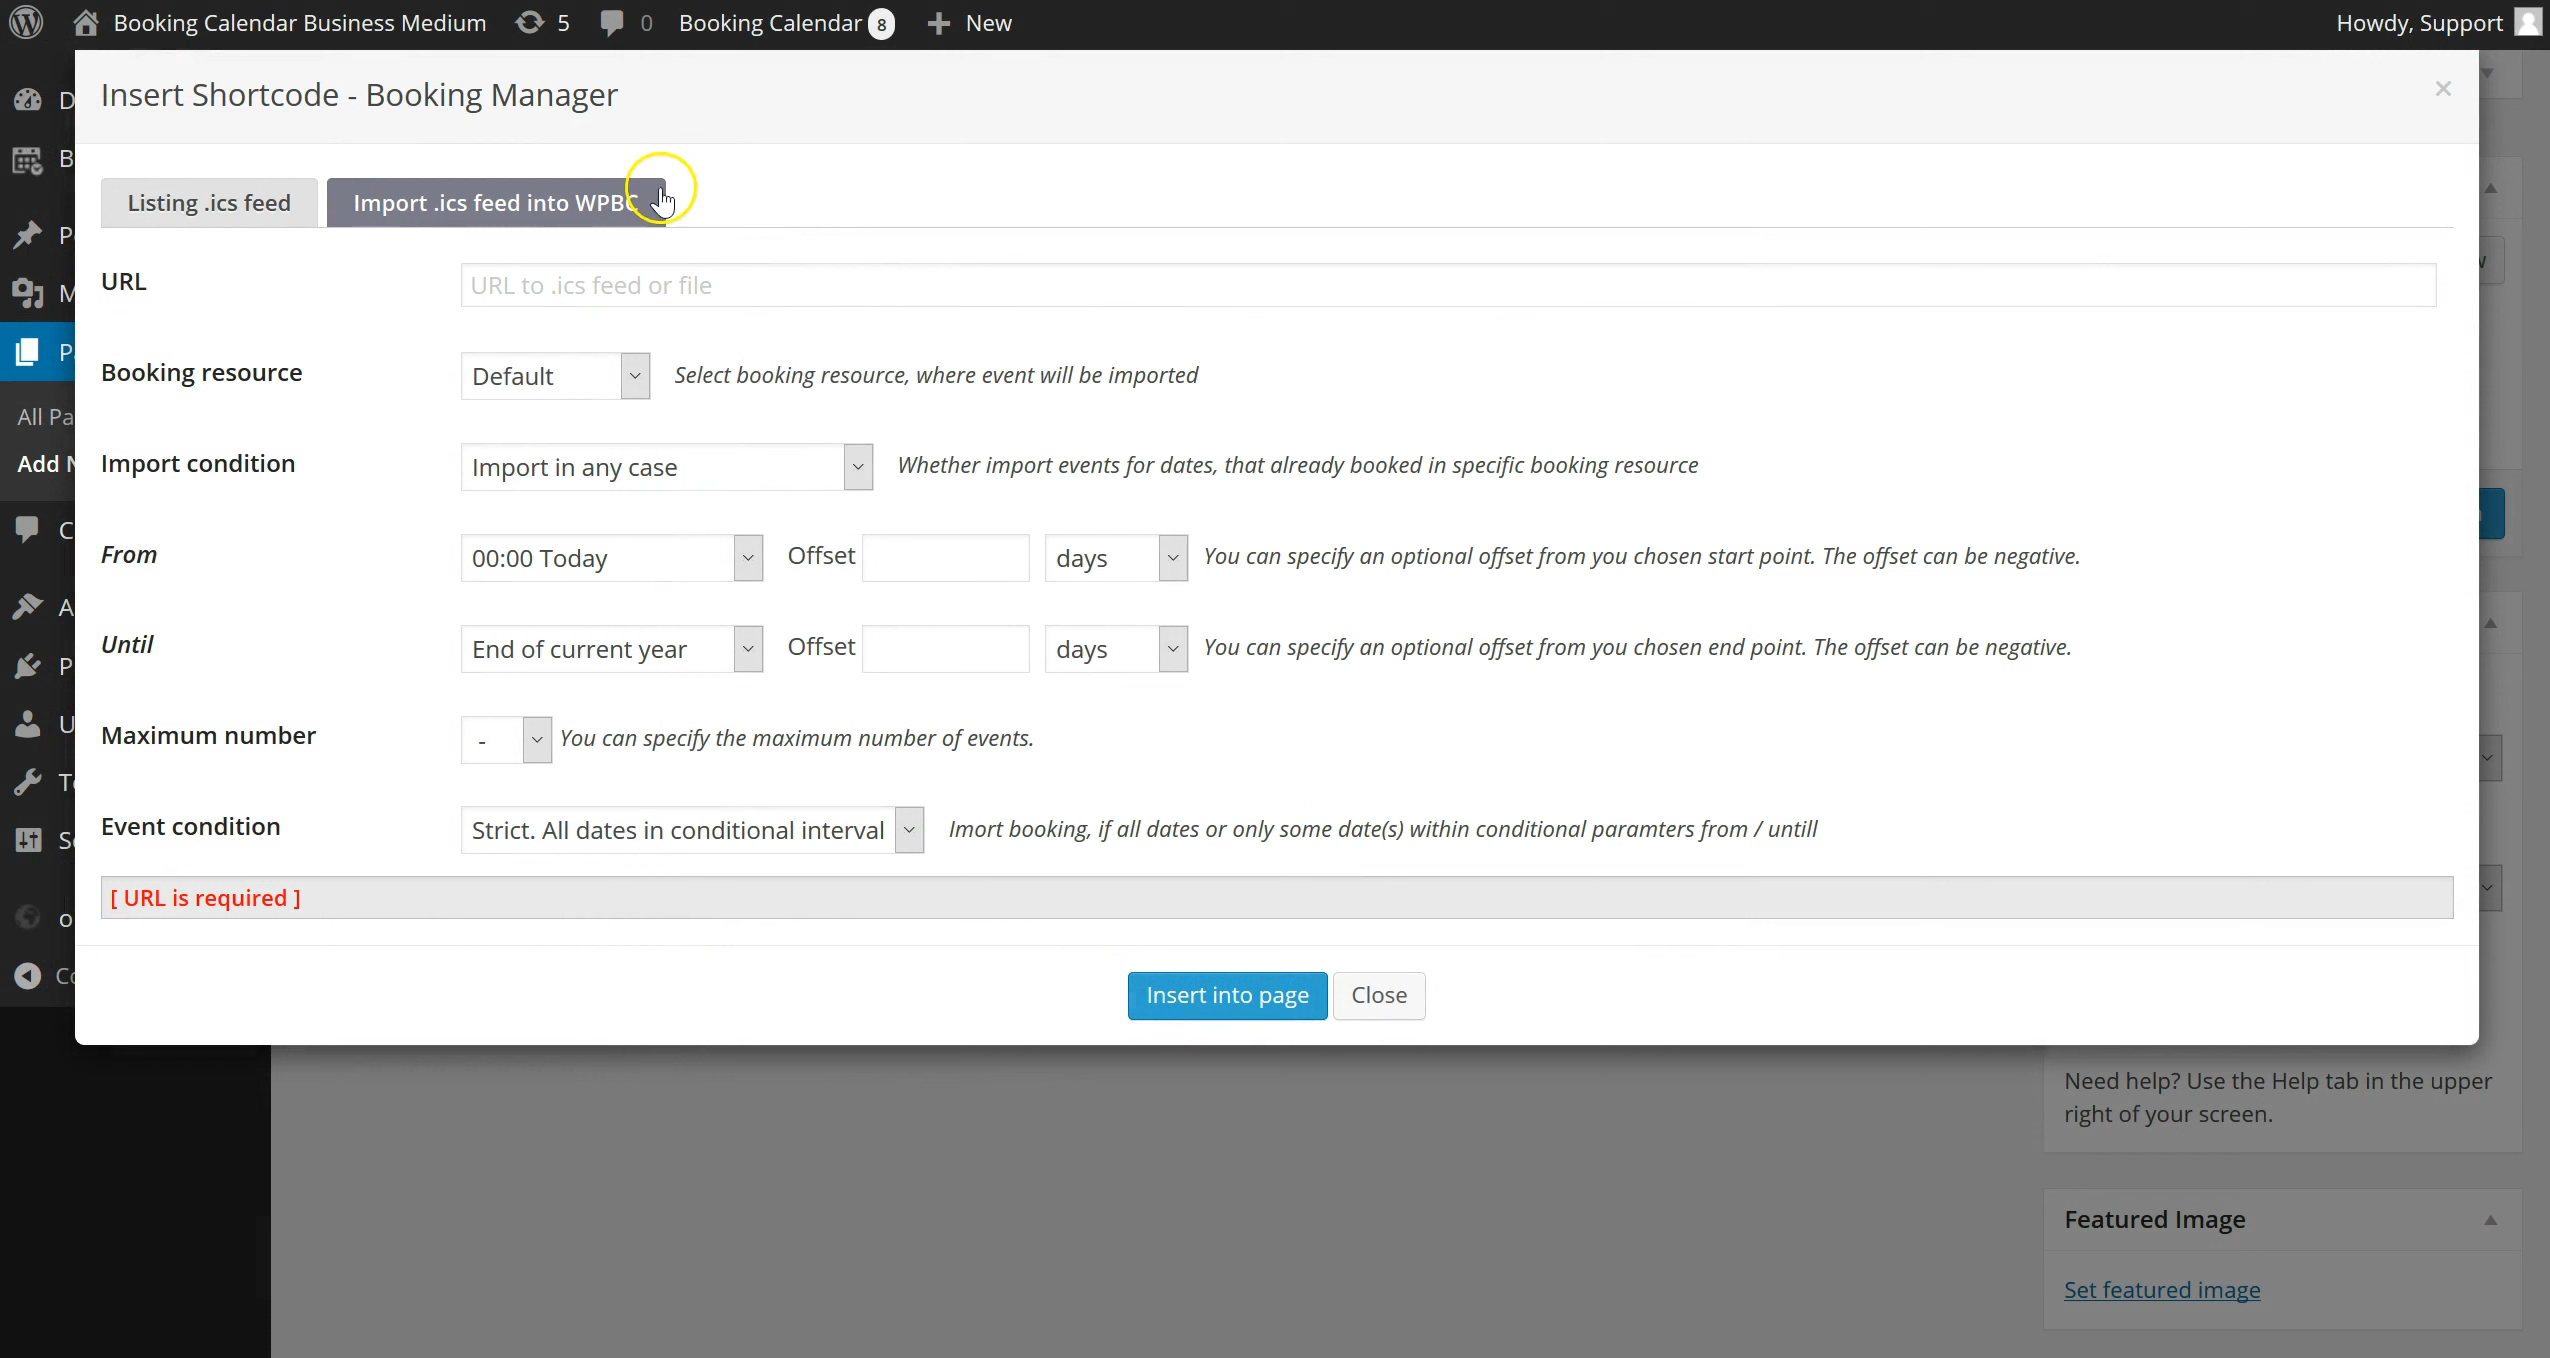 Booking Calendar Business Medium 5 0 Booking Calendar 8 New Howdy, Support
Insert Shortcode - Booking Manager ×
Listing .ics feed Import .ics feed into WPBC
URL URL to .ics feed or file
Booking resource Default Select booking resource, where event will be imported
Import condition Import in any case Whether import events for dates, that already booked in specific booking resource
From 00:00 Today Offset days You can specify an optional offset from you chosen start point. The offset can be negative.
Until End of current year Offset days You can specify an optional offset from you chosen end point. The offset can be negative.
Maximum number - You can specify the maximum number of events.
Event condition Strict. All dates in conditional interval Imort booking, if all dates or only some date(s) within conditional paramters from / untill
[ URL is required ]
Insert into page Close
All Pa
Add N
Need help? Use the Help tab in the upper
right of your screen.
Featured Image
Set featured image